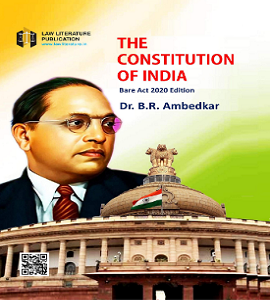 LAW LITERATURE
PUBLICATION
THE
CONSTITUTION
OF INDIA
Bare Act 2020 Edition
Dr. B.R. Ambedkar